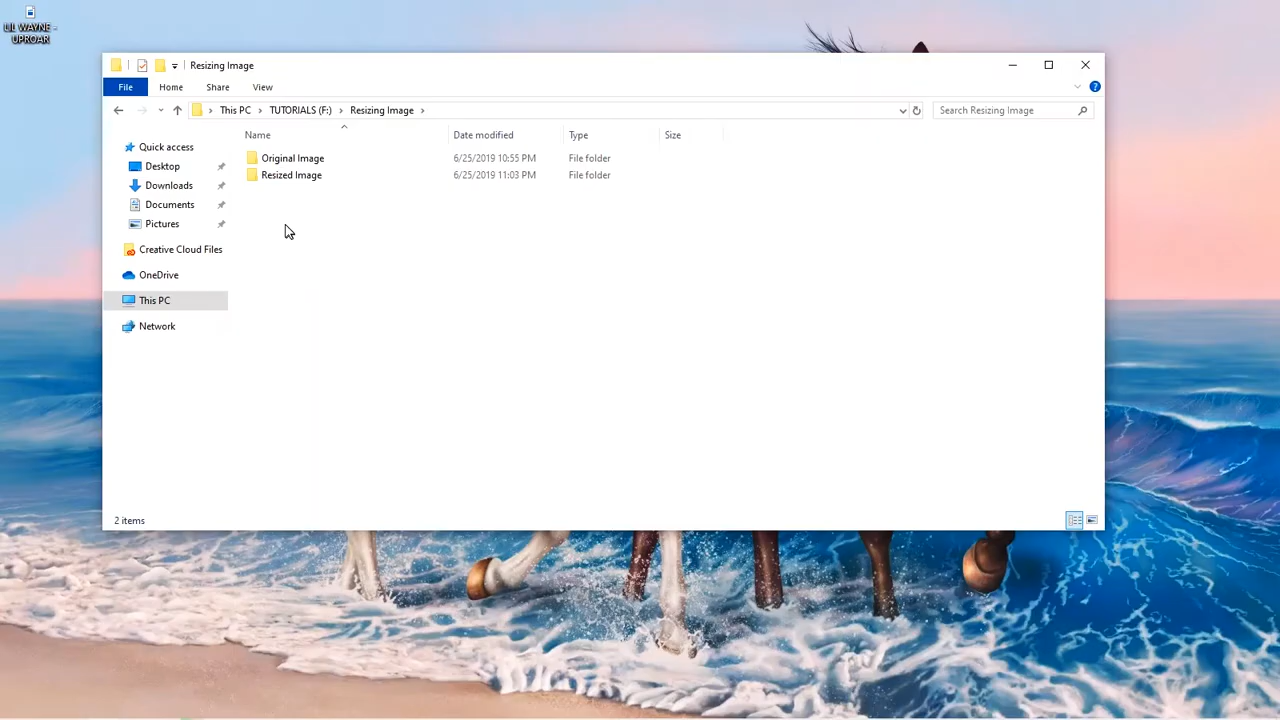 LIL WAYNE -
UPROAR
Resizing Image
File Home Share View
This PC TUTORIALS (F:) Resizing Image
Search Resizing Image
Name Date modified Type Size
Quick access
Desktop
Downloads
Documents
Pictures
Creative Cloud Files
OneDrive
This PC
Network
Original Image 6/25/2019 10:55 PM File folder
Resized Image 6/25/2019 11:03 PM File folder
2 items